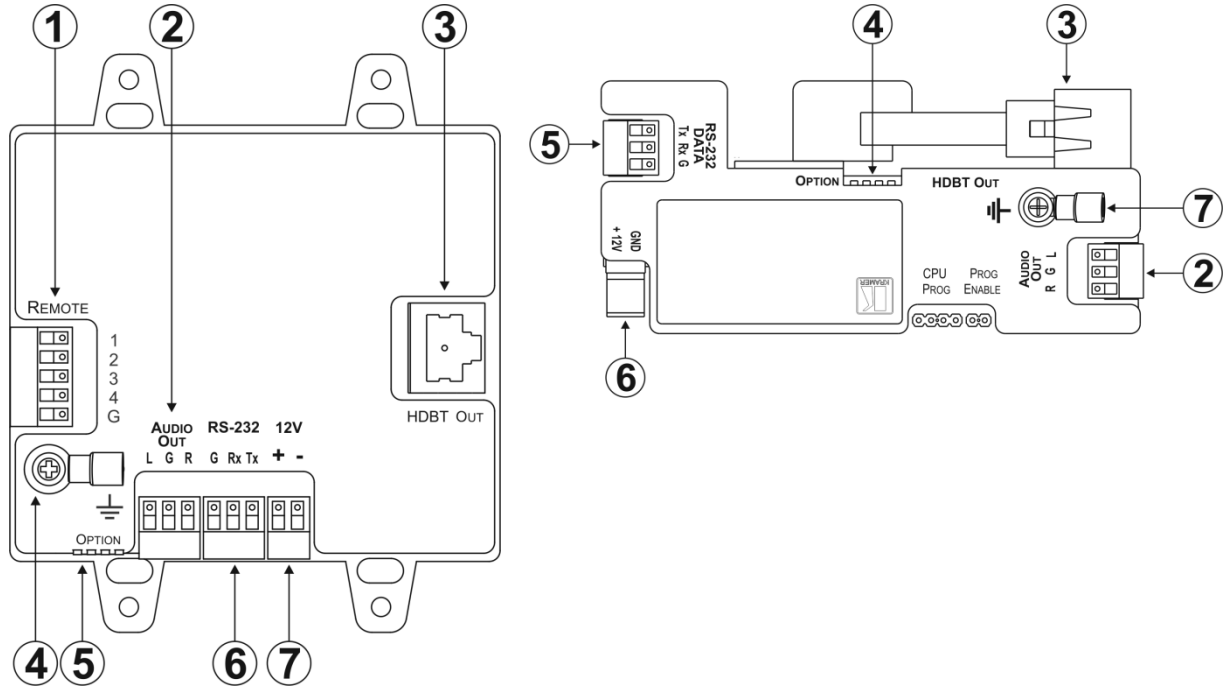 1 2 3
REMOTE
1
2
3
4
G
HDBT OUT
AUDIO
OUT
L G R
RS-232
G Rx Tx
12V
+ -
OPTION
4 5 6 7
4 3
5
RS-232
DATA
Tx Rx G
OPTION
HDBT OUT
7
+ 12V
GND
KRAMER
CPU
PROG
PROG
ENABLE
AUDIO
OUT
R G L
2
6